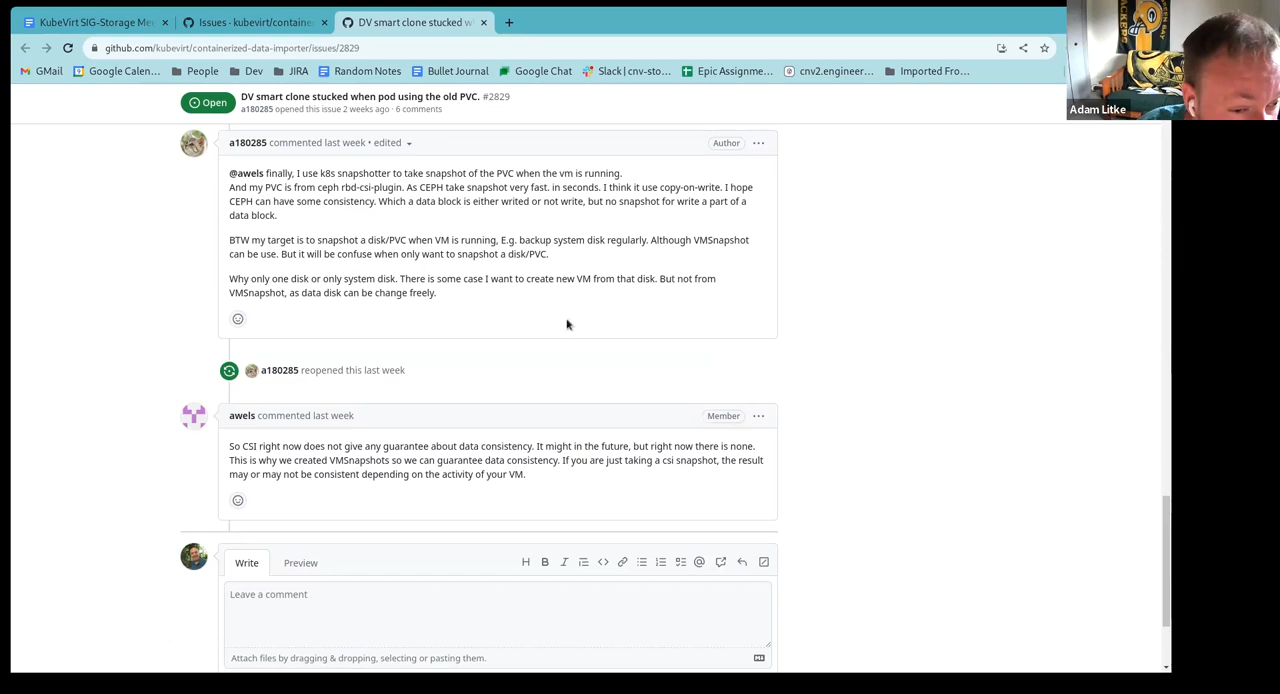 KubeVirt SIG-Storage Me
Issues · kubevirt/containe
DV smart clone stucked w
github.com/kubevirt/containerized-data-importer/issues/2829
GMail
Google Calen...
People
Dev
JIRA
Random Notes
Bullet Journal
Google Chat
Slack | cnv-sto...
Epic Assignme...
cnv2.engineer...
Imported Fro...
Adam Litke
Open
DV smart clone stucked when pod using the old PVC. #2829
a180285 opened this issue 2 weeks ago · 6 comments
a180285 commented last week • edited
Author
@awels finally, I use k8s snapshotter to take snapshot of the PVC when the vm is running.
And my PVC is from ceph rbd-csi-plugin. As CEPH take snapshot very fast. in seconds. I think it use copy-on-write. I hope
CEPH can have some consistency. Which a data block is either writed or not write, but no snapshot for write a part of a
data block.
BTW my target is to snapshot a disk/PVC when VM is running, E.g. backup system disk regularly. Although VMSnapshot
can be use. But it will be confuse when only want to snapshot a disk/PVC.
Why only one disk or only system disk. There is some case I want to create new VM from that disk. But not from
VMSnapshot, as data disk can be change freely.
a180285 reopened this last week
awels commented last week
Member
So CSI right now does not give any guarantee about data consistency. It might in the future, but right now there is none.
This is why we created VMSnapshots so we can guarantee data consistency. If you are just taking a csi snapshot, the result
may or may not be consistent depending on the activity of your VM.
Write
Preview
Leave a comment
Attach files by dragging & dropping, selecting or pasting them.